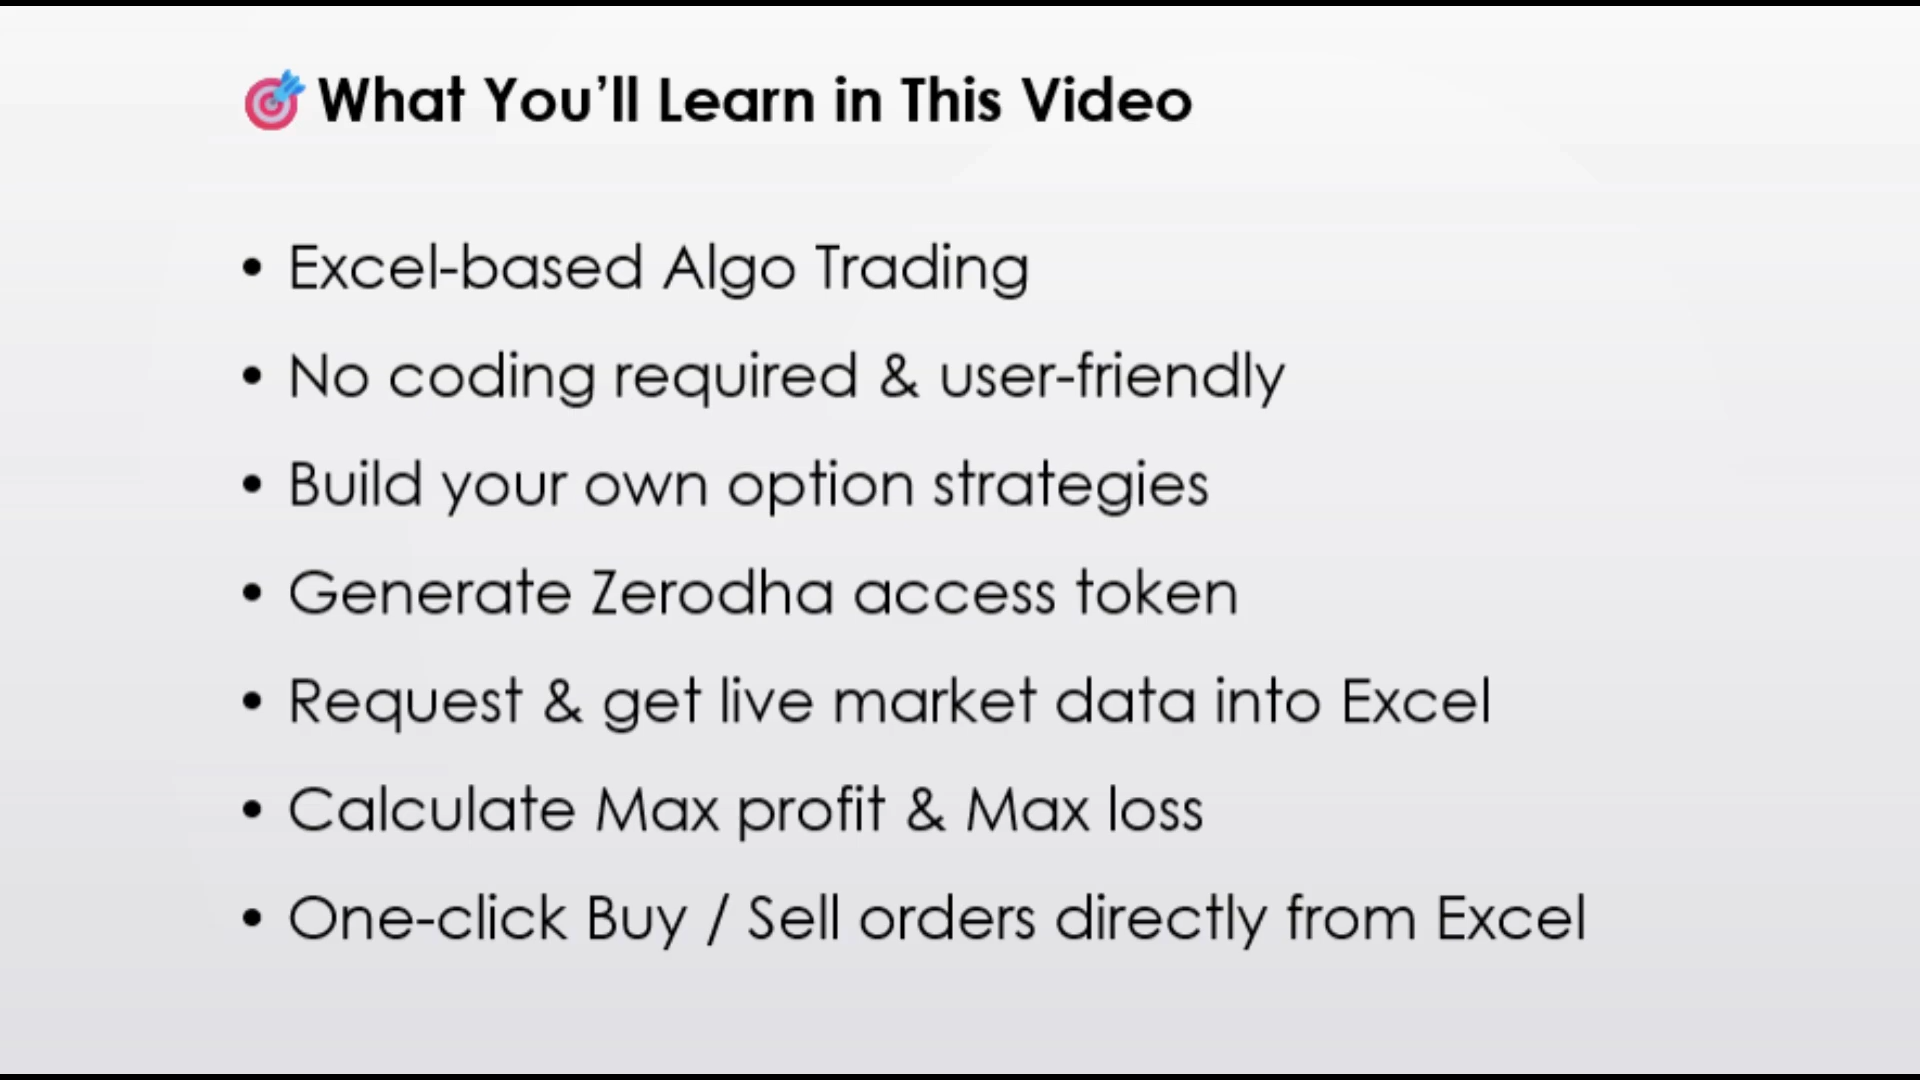 What You’ll Learn in This Video
• Excel-based Algo Trading
• No coding required & user-friendly
• Build your own option strategies
• Generate Zerodha access token
• Request & get live market data into Excel
• Calculate Max profit & Max loss
• One-click Buy / Sell orders directly from Excel